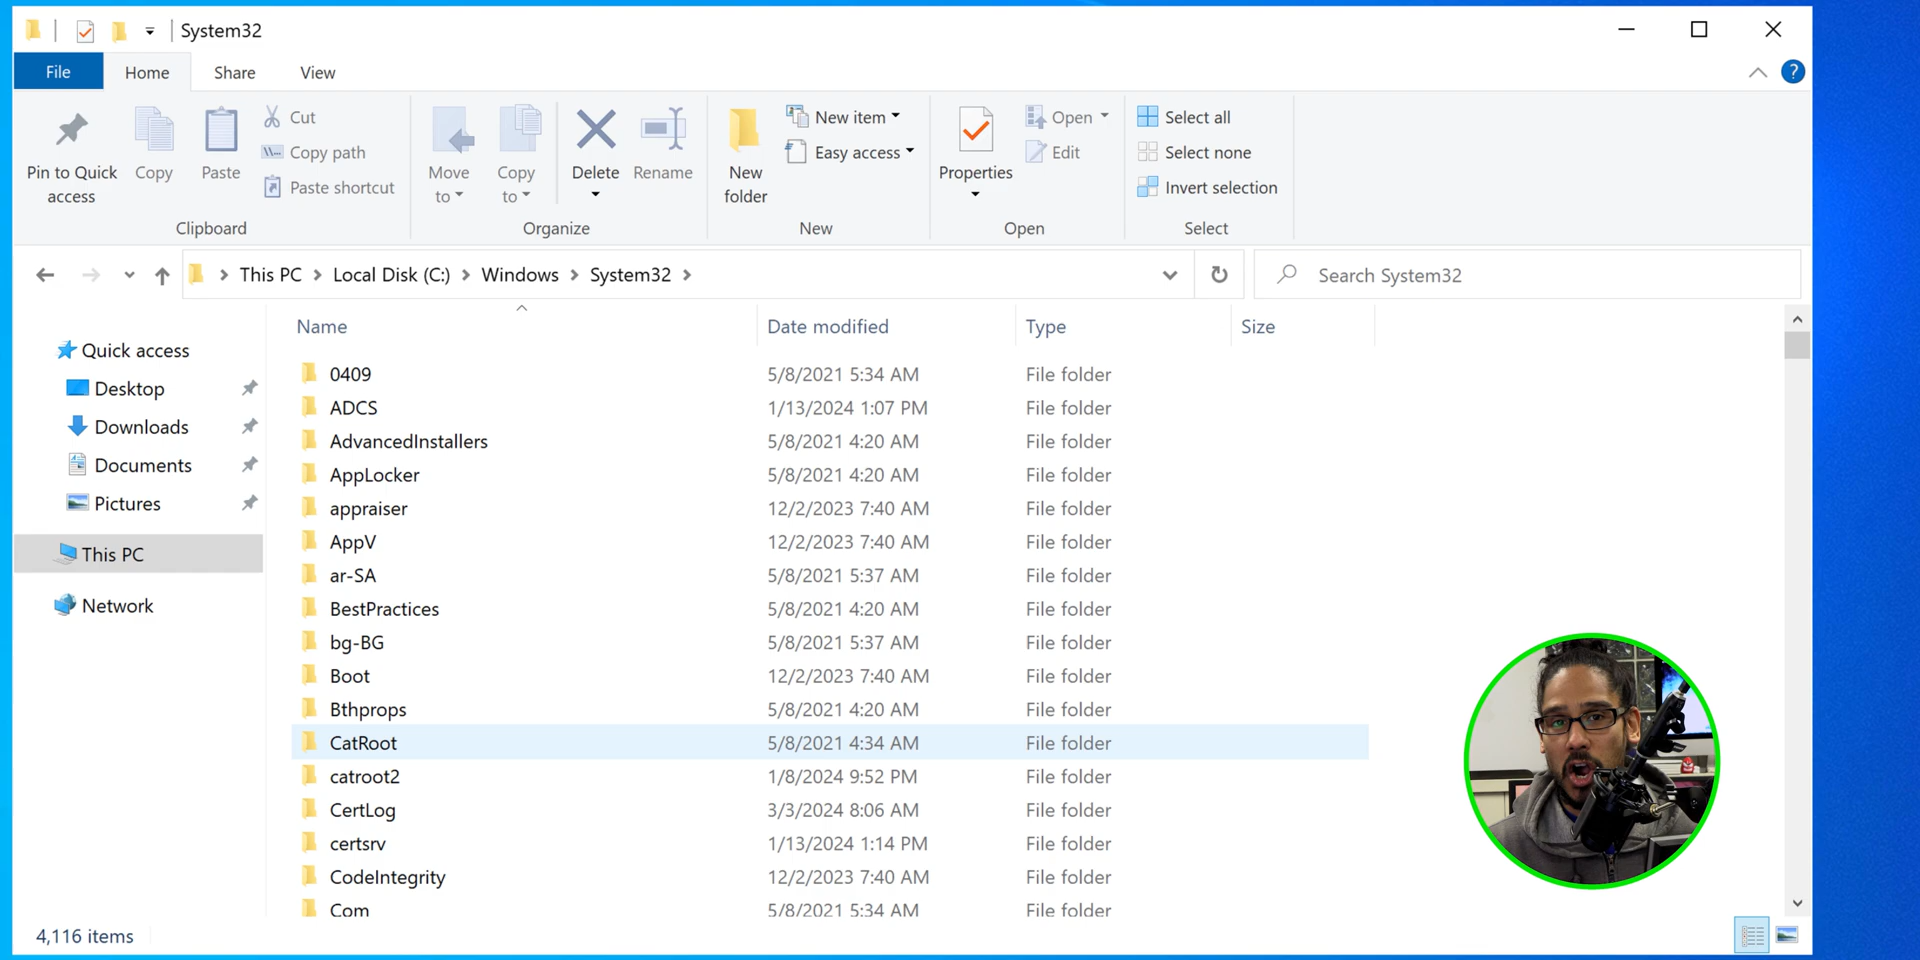 System32
File Home Share View
?
Pin to Quick access
Copy
Paste
Cut
Copy path
Paste shortcut
Clipboard
Move to
Copy to
Delete
Rename
Organize
New folder
New item
Easy access
New
Properties
Open
Edit
Open
Select all
Select none
Invert selection
Select
This PC Local Disk (C:) Windows System32
Search System32
Quick access
Desktop
Downloads
Documents
Pictures
This PC
Network
Name Date modified Type Size
0409 5/8/2021 5:34 AM File folder
ADCS 1/13/2024 1:07 PM File folder
AdvancedInstallers 5/8/2021 4:20 AM File folder
AppLocker 5/8/2021 4:20 AM File folder
appraiser 12/2/2023 7:40 AM File folder
AppV 12/2/2023 7:40 AM File folder
ar-SA 5/8/2021 5:37 AM File folder
BestPractices 5/8/2021 4:20 AM File folder
bg-BG 5/8/2021 5:37 AM File folder
Boot 12/2/2023 7:40 AM File folder
Bthprops 5/8/2021 4:20 AM File folder
CatRoot 5/8/2021 4:34 AM File folder
catroot2 1/8/2024 9:52 PM File folder
CertLog 3/3/2024 8:06 AM File folder
certsrv 1/13/2024 1:14 PM File folder
CodeIntegrity 12/2/2023 7:40 AM File folder
Com 5/8/2021 5:34 AM File folder
4,116 items